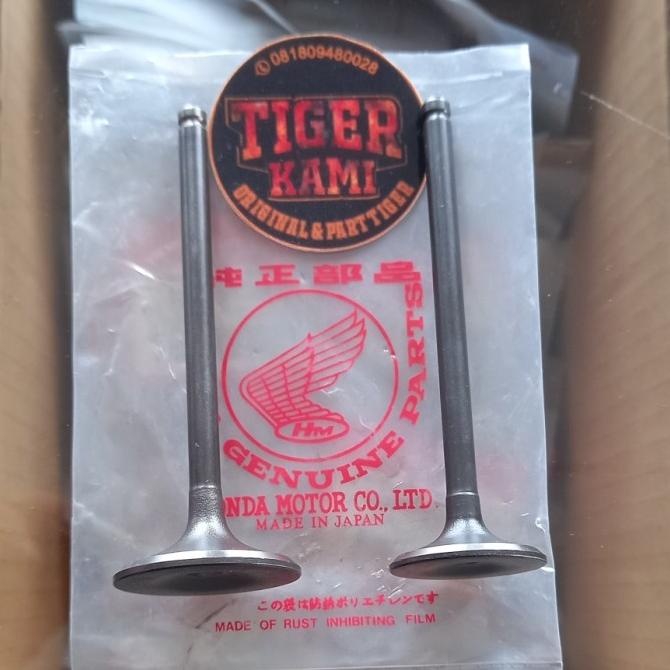 081809480028
TIGER
KAMI
ORIGINAL & PART TIGER
純正部品
HM
GENUINE PARTS
NDA MOTOR CO., LTD.
MADE IN JAPAN
この袋は防錆ポリエチレンです
MADE OF RUST INHIBITING FILM